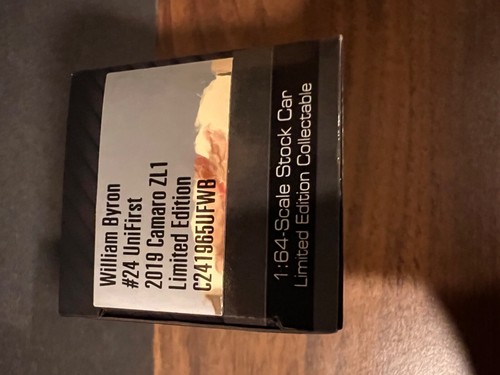 William Byron
#24 UniFirst
2019 Camaro ZL1
Limited Edition
C241965UFWB
1:64-Scale Stock Car
Limited Edition Collectable